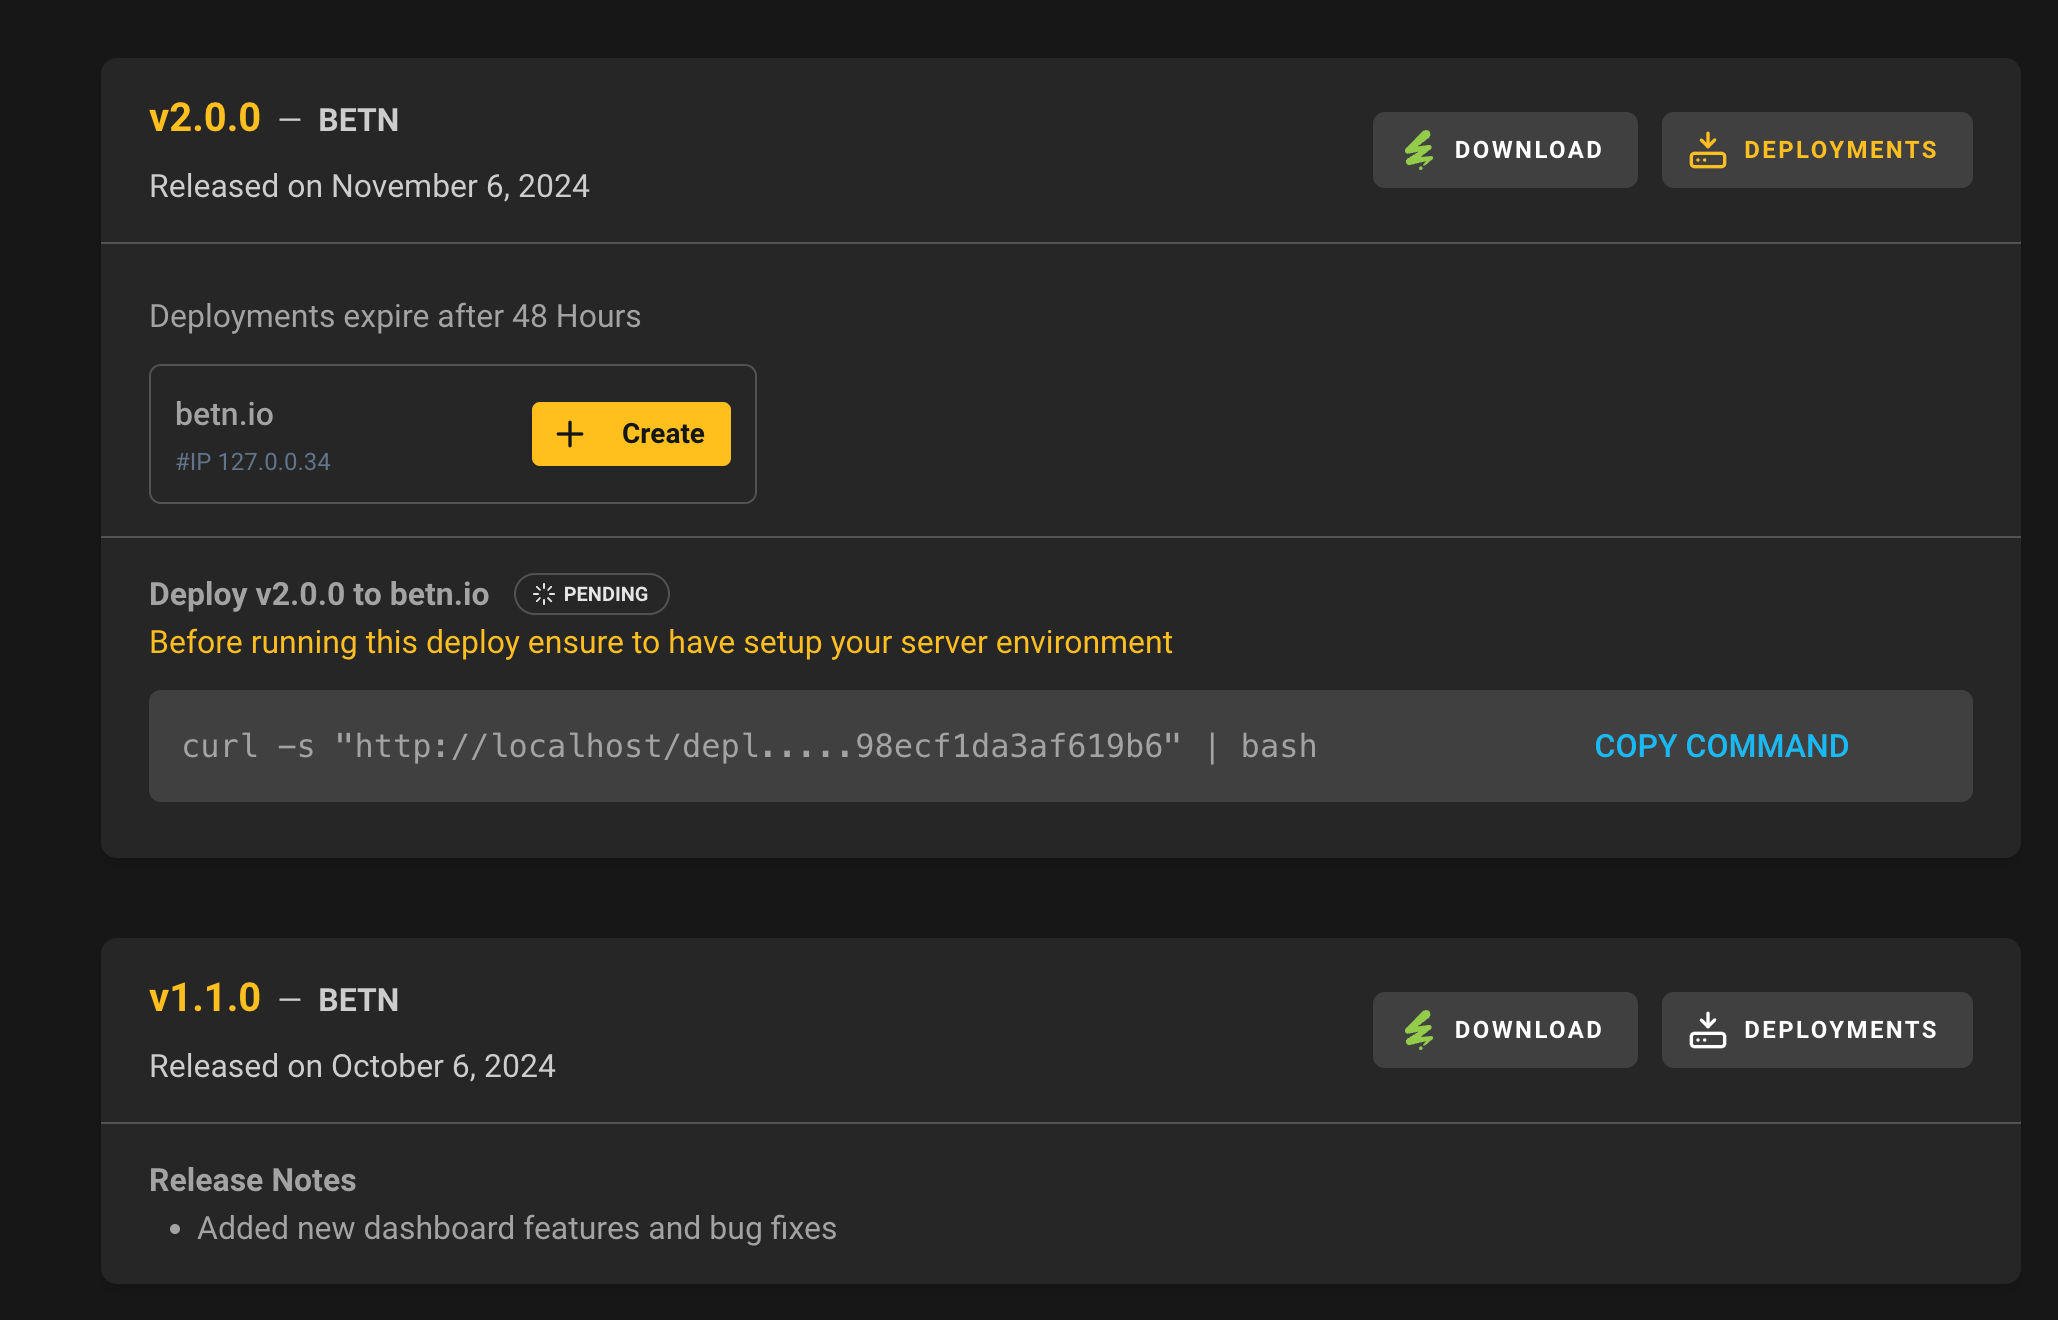 v2.0.0 — BETN
Released on November 6, 2024
DOWNLOAD
DEPLOYMENTS
Deployments expire after 48 Hours
betn.io
#IP 127.0.0.34
Create
Deploy v2.0.0 to betn.io PENDING
Before running this deploy ensure to have setup your server environment
curl -s "http://localhost/depl.....98ecf1da3af619b6" | bash
COPY COMMAND
v1.1.0 — BETN
Released on October 6, 2024
DOWNLOAD
DEPLOYMENTS
Release Notes
• Added new dashboard features and bug fixes